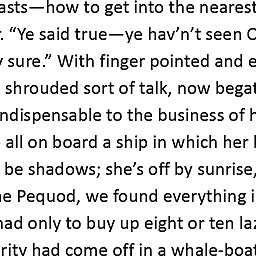 asts—how to get into the nearest
. “Ye said true—ye hav’n’t seen
sure.” With finger pointed and
shrouded sort of talk, now begat
ndispensable to the business of
all on board a ship in which her
be shadows; she’s off by sunrise,
Pequod, we found everything
had only to buy up eight or ten
rity had come off in a whale-boat